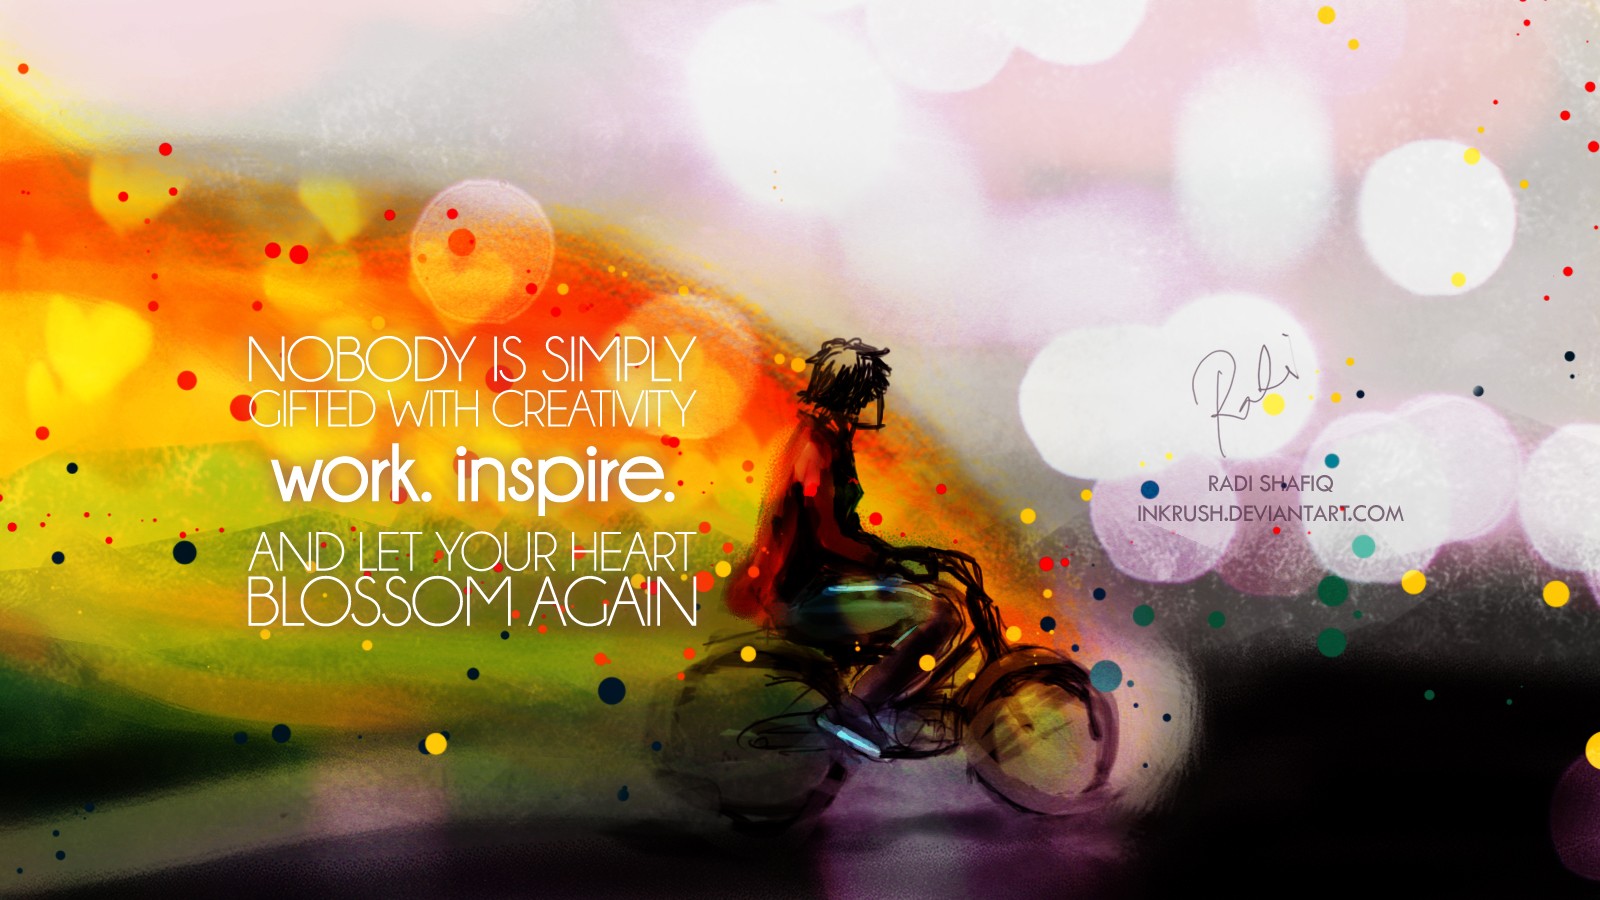 NOBODY IS SIMPLY
GIFTED WITH CREATIVITY
work. inspire.
AND LET YOUR HEART
BLOSSOM AGAIN
Radi
RADI SHAFIQ
INKRUSH.DEVIANTART.COM